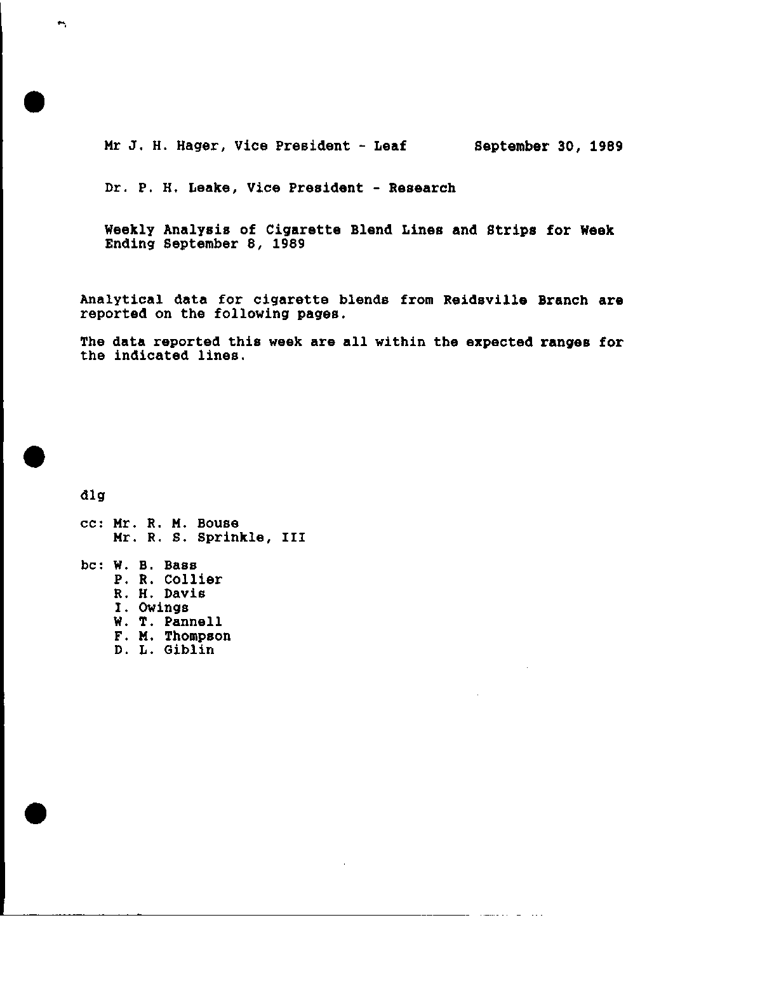 Mr J. H. Hager, Vice President - Leaf September 30, 1989
Dr. P. H. Leake, Vice President - Research
Weekly Analysis of Cigarette Blend Lines and Strips for Week
Ending September 8, 1989
Analytical data for cigarette blends from Reidsville Branch are
reported on the following pages.
The data reported this week are all within the expected ranges for
the indicated lines.
dlg
cc: Mr. R. M. Bouse
Mr. R. S. Sprinkle, III
bc: W. B. Bass
P. R. Collier
R. H. Davis
I. Owings
W. T. Pannell
F. M. Thompson
D. L. Giblin